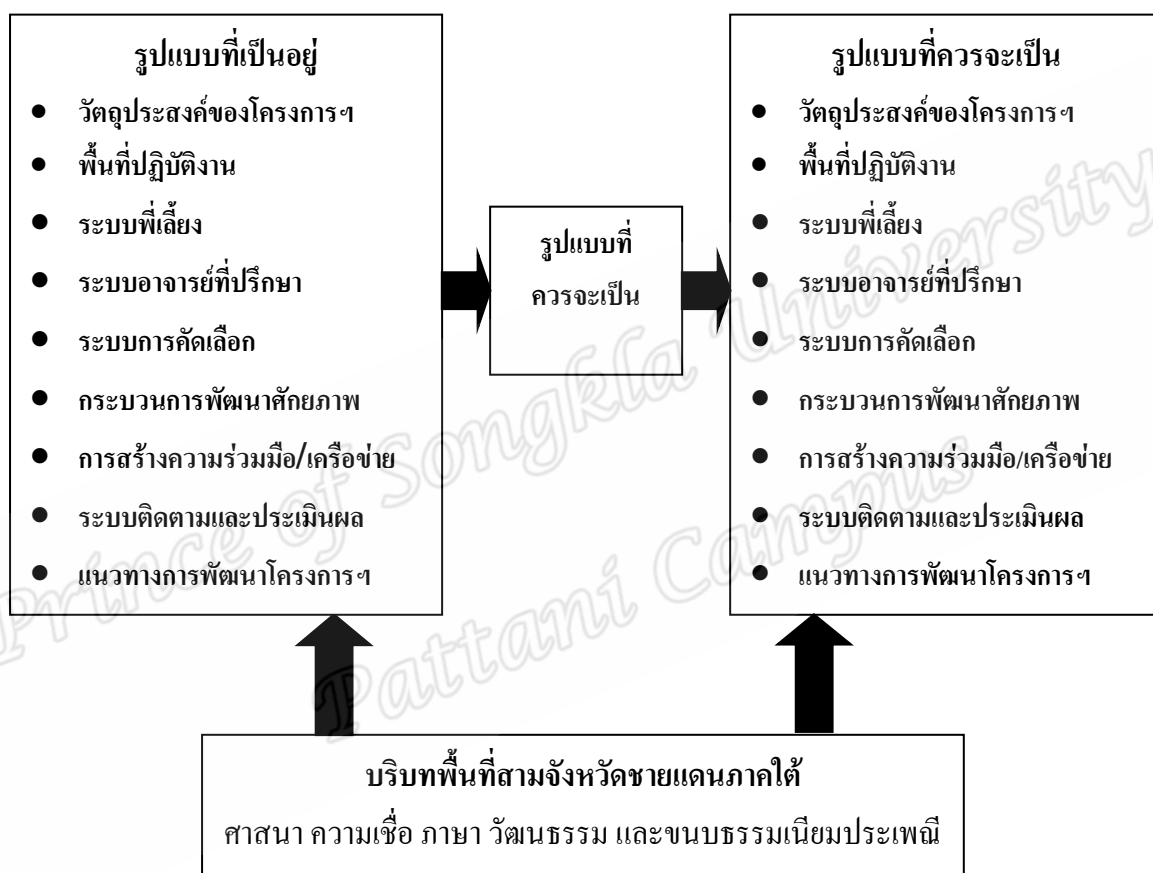 รูปแบบที่เป็นอยู่
● วัตถุประสงค์ของโครงการฯ
● พื้นที่ปฏิบัติงาน
● ระบบพี่เลี้ยง
● ระบบอาจารย์ที่ปรึกษา
● ระบบการคัดเลือก
● กระบวนการพัฒนาศักยภาพ
● การสร้างความร่วมมือ/เครือข่าย
● ระบบติดตามและประเมินผล
● แนวทางการพัฒนาโครงการฯ
รูปแบบที่
ควรจะเป็น
รูปแบบที่ควรจะเป็น
● วัตถุประสงค์ของโครงการฯ
● พื้นที่ปฏิบัติงาน
● ระบบพี่เลี้ยง
● ระบบอาจารย์ที่ปรึกษา
● ระบบการคัดเลือก
● กระบวนการพัฒนาศักยภาพ
● การสร้างความร่วมมือ/เครือข่าย
● ระบบติดตามและประเมินผล
● แนวทางการพัฒนาโครงการฯ
บริบทพื้นที่สามจังหวัดชายแดนภาคใต้
ศาสนา ความเชื่อ ภาษา วัฒนธรรม และขนบธรรมเนียมประเพณี
Prince of Songkla University
Pattani Campus